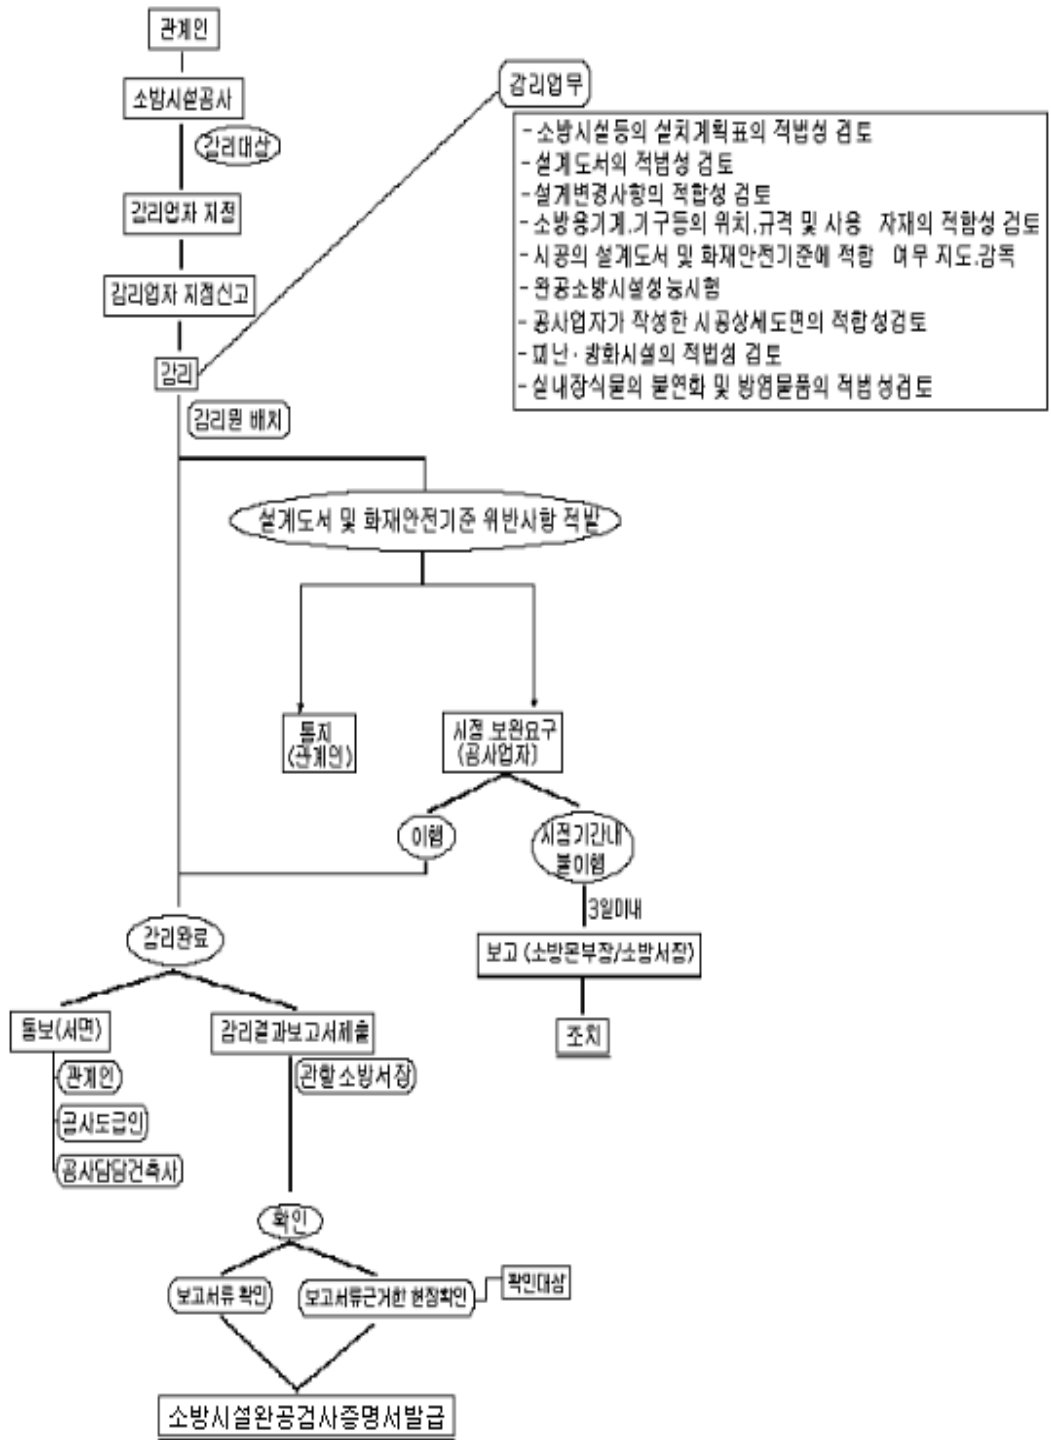 관계인
소방시설공사
감리대상
감리업자 지정
감리업자 지정신고
감리
감리업무
- 소방시설등의 설치계획표의 적법성 검토
- 설계도서의 적법성 검토
- 설계변경사항의 적합성 검토
- 소방용기계.기구등의 위치.규격 및 사용 자재의 적합성 검토
- 시공의 설계도서 및 화재안전기준에 적합 여무 지도.감독
- 완공소방시설성능시험
- 공사업자가 작성한 시공상세도면의 적합성검토
- 피난·방화시설의 적법성 검토
- 실내장식물의 불연화 및 방염물품의 적법성검토
감리원 배치
설계도서 및 화재안전기준 위반사항 적발
통지
(관계인)
시정 보완요구
(공사업자)
이행
시정기간내
불이행
3일이내
보고 (소방본부장/소방서장)
조치
감리완료
통보(서면)
관계인
공사도급인
공사담당건축사
감리결과보고서제출
관할소방서장
확인
보고서류 확인
보고서류근거한 현장확인
확인대상
소방시설완공검사증명서발급